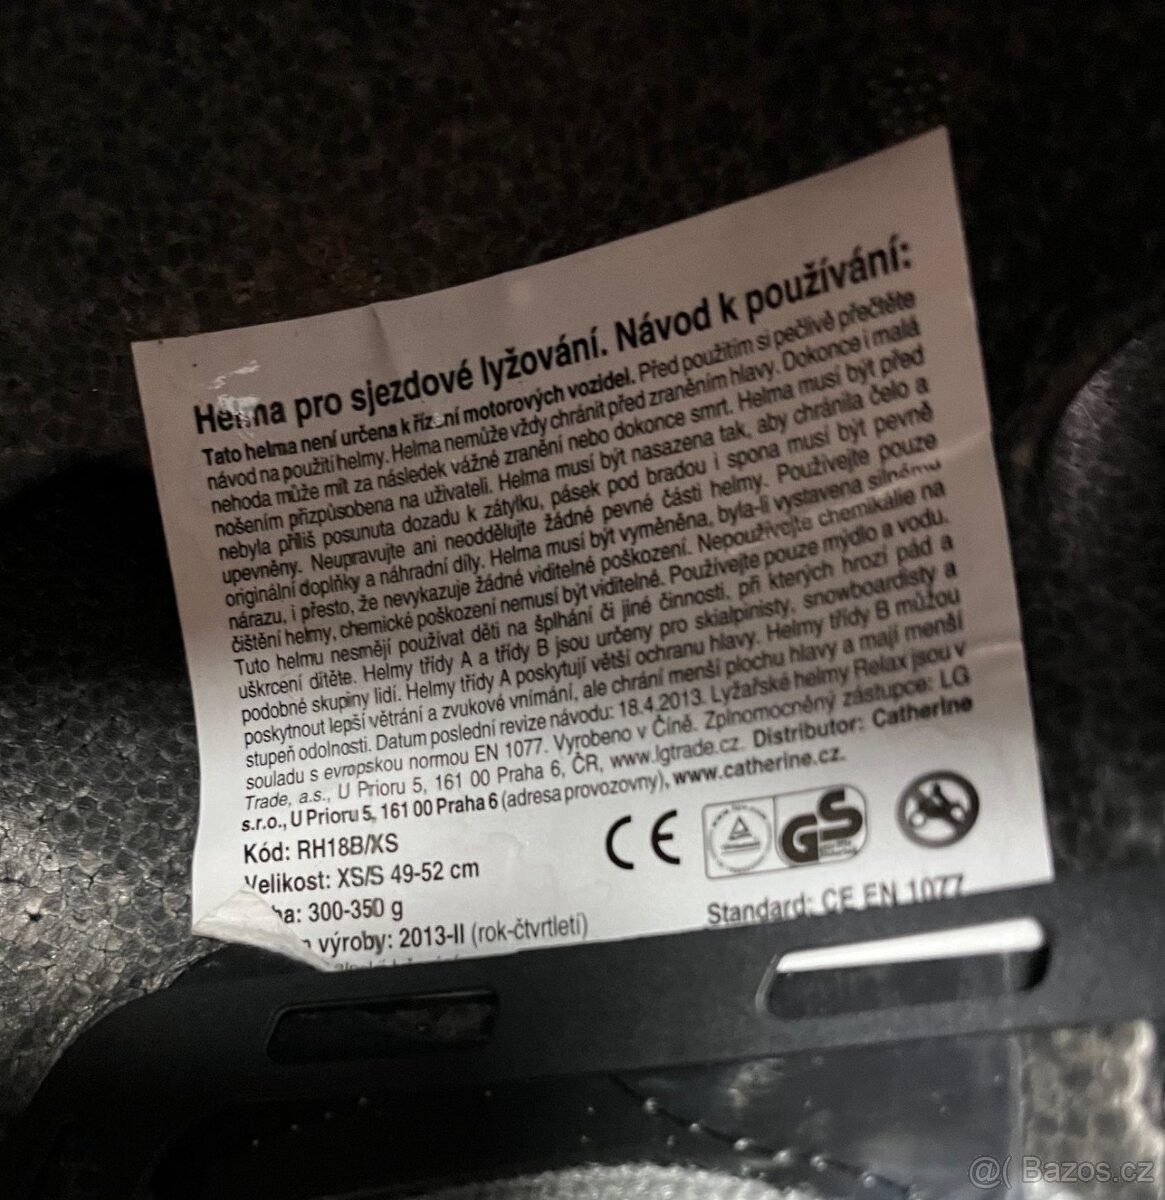 Helma pro sjezdové lyžování. Návod k používání:
Tato helma není určena k řízení motorových vozidel. Před použitím si pečlivě přečtěte
návod na použití helmy. Helma nemůže vždy chránit před zraněním hlavy. Dokonce i malá
nehoda může mít za následek vážné zranění nebo dokonce smrt. Helma musí být před
nošením přizpůsobena na uživateli. Helma musí být nasazena tak, aby chránila čelo a
nebyla příliš posunuta dozadu k zátylku, pásek pod bradou i spona musí být pevně
upevněny. Neupravujte ani neoddělujte žádné pevné části helmy. Používejte pouze
originální doplňky a náhradní díly. Helma musí být vyměněna, byla-li vystavena silnému
nárazu, i přesto, že nevykazuje žádné viditelné poškození. Nepoužívejte chemikálie na
čištění helmy, chemické poškození nemusí být viditelné. Používejte pouze mýdlo a vodu.
Tuto helmu nesmějí používat děti na šplhání či jiné činnosti, při kterých hrozí pád a
uškrcení dítěte. Helmy třídy A a třídy B jsou určeny pro skialpinisty, snowboardisty a
podobné skupiny lidí. Helmy třídy A poskytují větší ochranu hlavy. Helmy třídy B můžou
poskytnout lepší větrání a zvukové vnímání, ale chrání menší plochu hlavy a mají menší
stupeň odolnosti. Datum poslední revize návodu: 18.4.2013. Lyžařské helmy Relax jsou v
souladu s evropskou normou EN 1077. Vyrobeno v Číně. Zplnomocněný zástupce: LG
Trade, a.s., U Prioru 5, 161 00 Praha 6, ČR, www.lgtrade.cz. Distributor: Catherine
s.r.o., U Prioru 5, 161 00 Praha 6 (adresa provozovny), www.catherine.cz.
Kód: RH18B/XS
Velikost: XS/S 49-52 cm
ha: 300-350 g
výroby: 2013-II (rok-čtvrtletí)
CE
GS
Standard: CE EN 1077
@( Bazos.cz